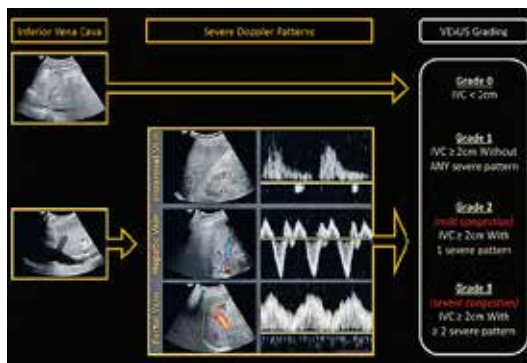 Inferior Vena Cava
Severe Doppler Patterns
VExUS Grading
Intrarenal Vein
Hepatic Vein
Portal Vein
Grade 0
IVC < 2cm
Grade 1
IVC ≥ 2cm Without
ANY severe pattern
Grade 2
(mild congestion)
IVC ≥ 2cm With
1 severe pattern
Grade 3
(severe congestion)
IVC ≥ 2cm With
≥ 2 severe pattern